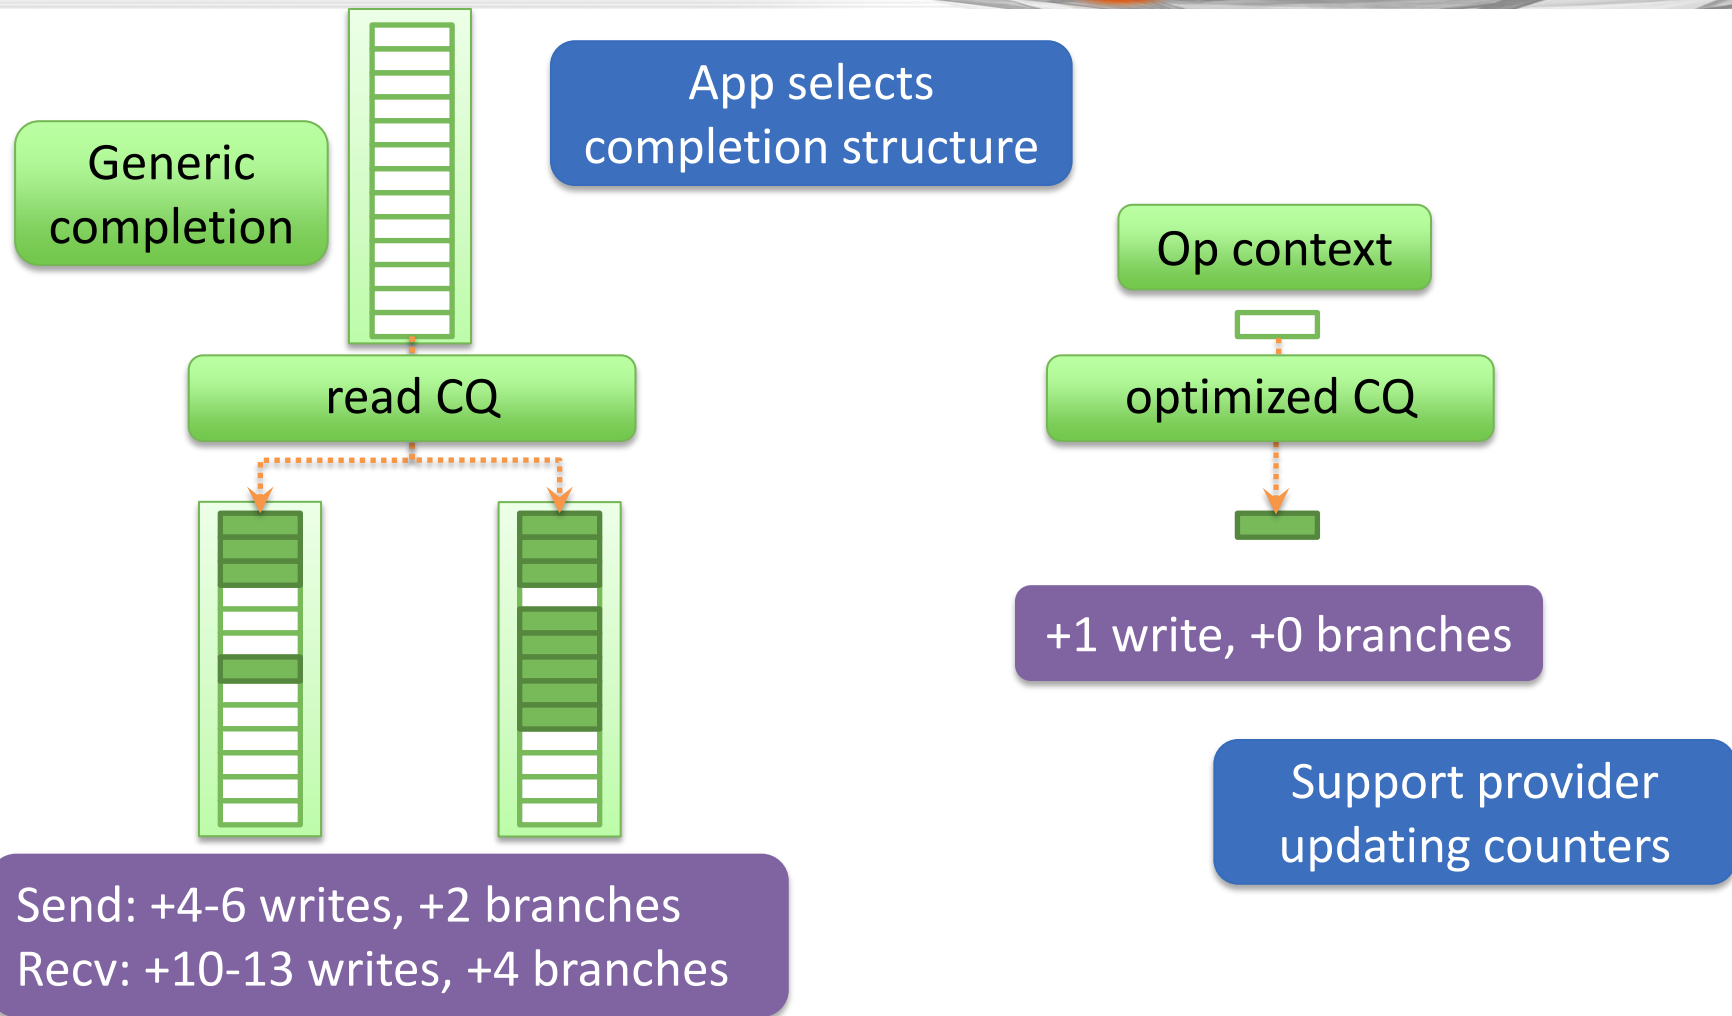 App selects
completion structure
Generic
completion
Op context
read CQ
optimized CQ
+1 write, +0 branches
Support provider
updating counters
Send: +4-6 writes, +2 branches
Recv: +10-13 writes, +4 branches